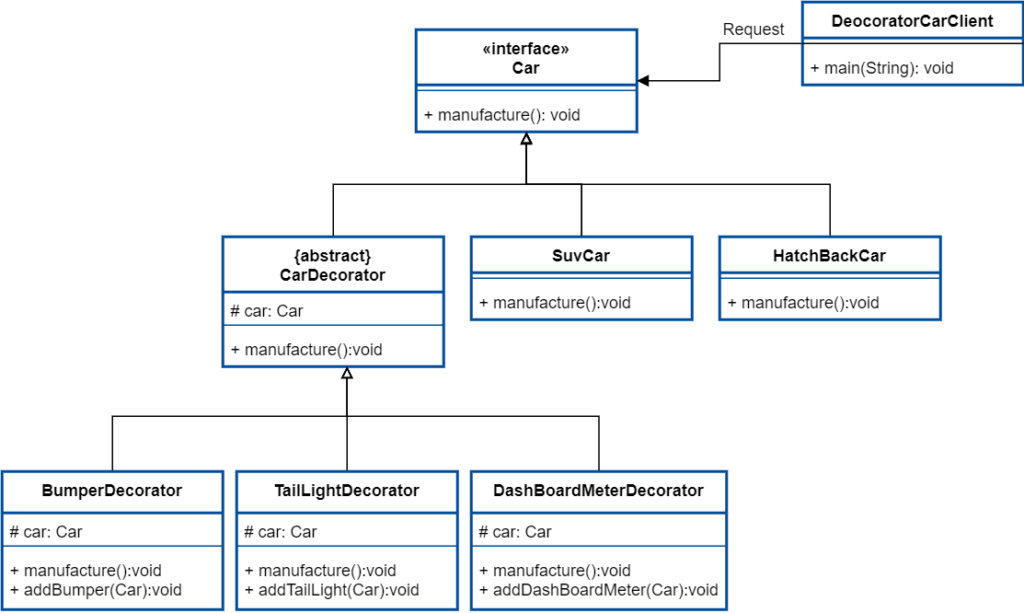 DeocoratorCarClient
+ main(String): void
Request
«interface»
Car
+ manufacture(): void
{abstract}
CarDecorator
# car: Car
+ manufacture():void
SuvCar
+ manufacture():void
HatchBackCar
+ manufacture():void
BumperDecorator
# car: Car
+ manufacture():void
+ addBumper(Car):void
TailLightDecorator
# car: Car
+ manufacture():void
+ addTailLight(Car):void
DashBoardMeterDecorator
# car: Car
+ manufacture():void
+ addDashBoardMeter(Car):void